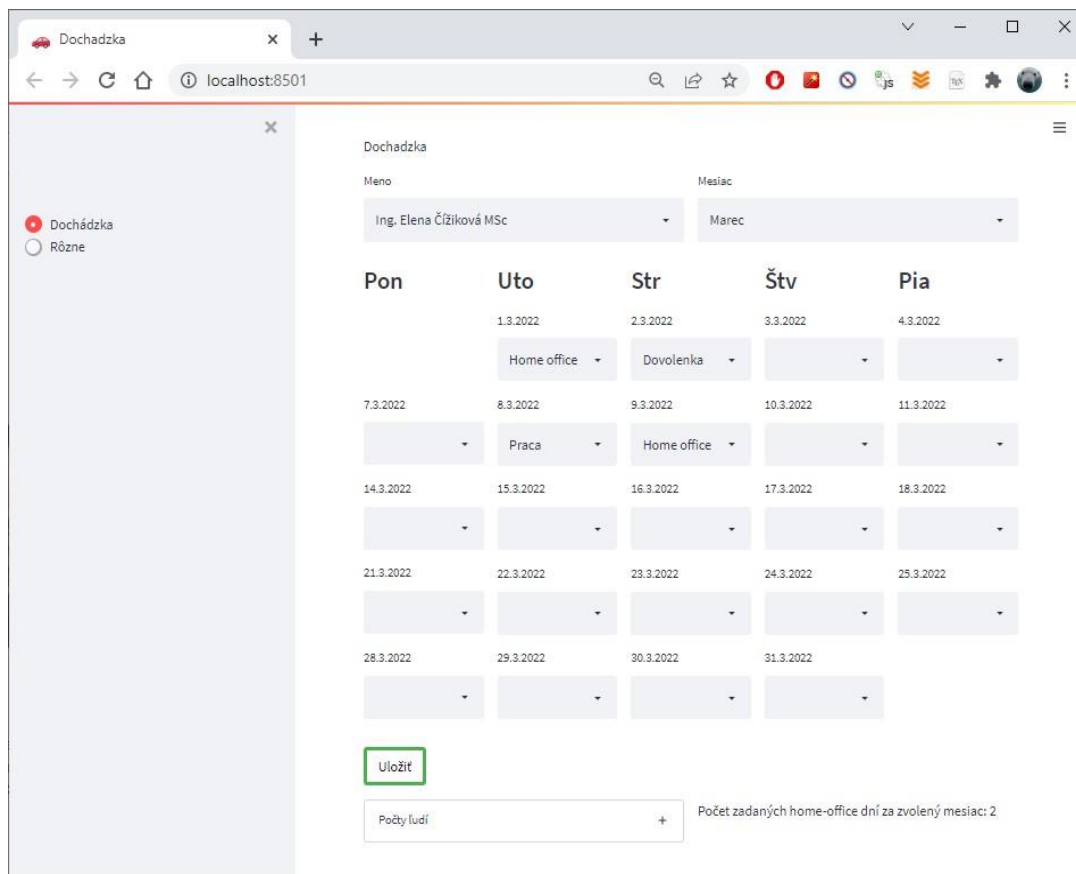 Dochadzka
localhost:8501
js
TeX
Dochadzka
Meno Mesiac
Dochádzka
Ing. Elena Čížiková MSc Marec
Rôzne
Pon Uto Str Štv Pia
1.3.2022 2.3.2022 3.3.2022 4.3.2022
Home office Dovolenka
7.3.2022 8.3.2022 9.3.2022 10.3.2022 11.3.2022
Praca Home office
14.3.2022 15.3.2022 16.3.2022 17.3.2022 18.3.2022
21.3.2022 22.3.2022 23.3.2022 24.3.2022 25.3.2022
28.3.2022 29.3.2022 30.3.2022 31.3.2022
Uložiť
Počty ľudí
Počet zadaných home-office dní za zvolený mesiac: 2